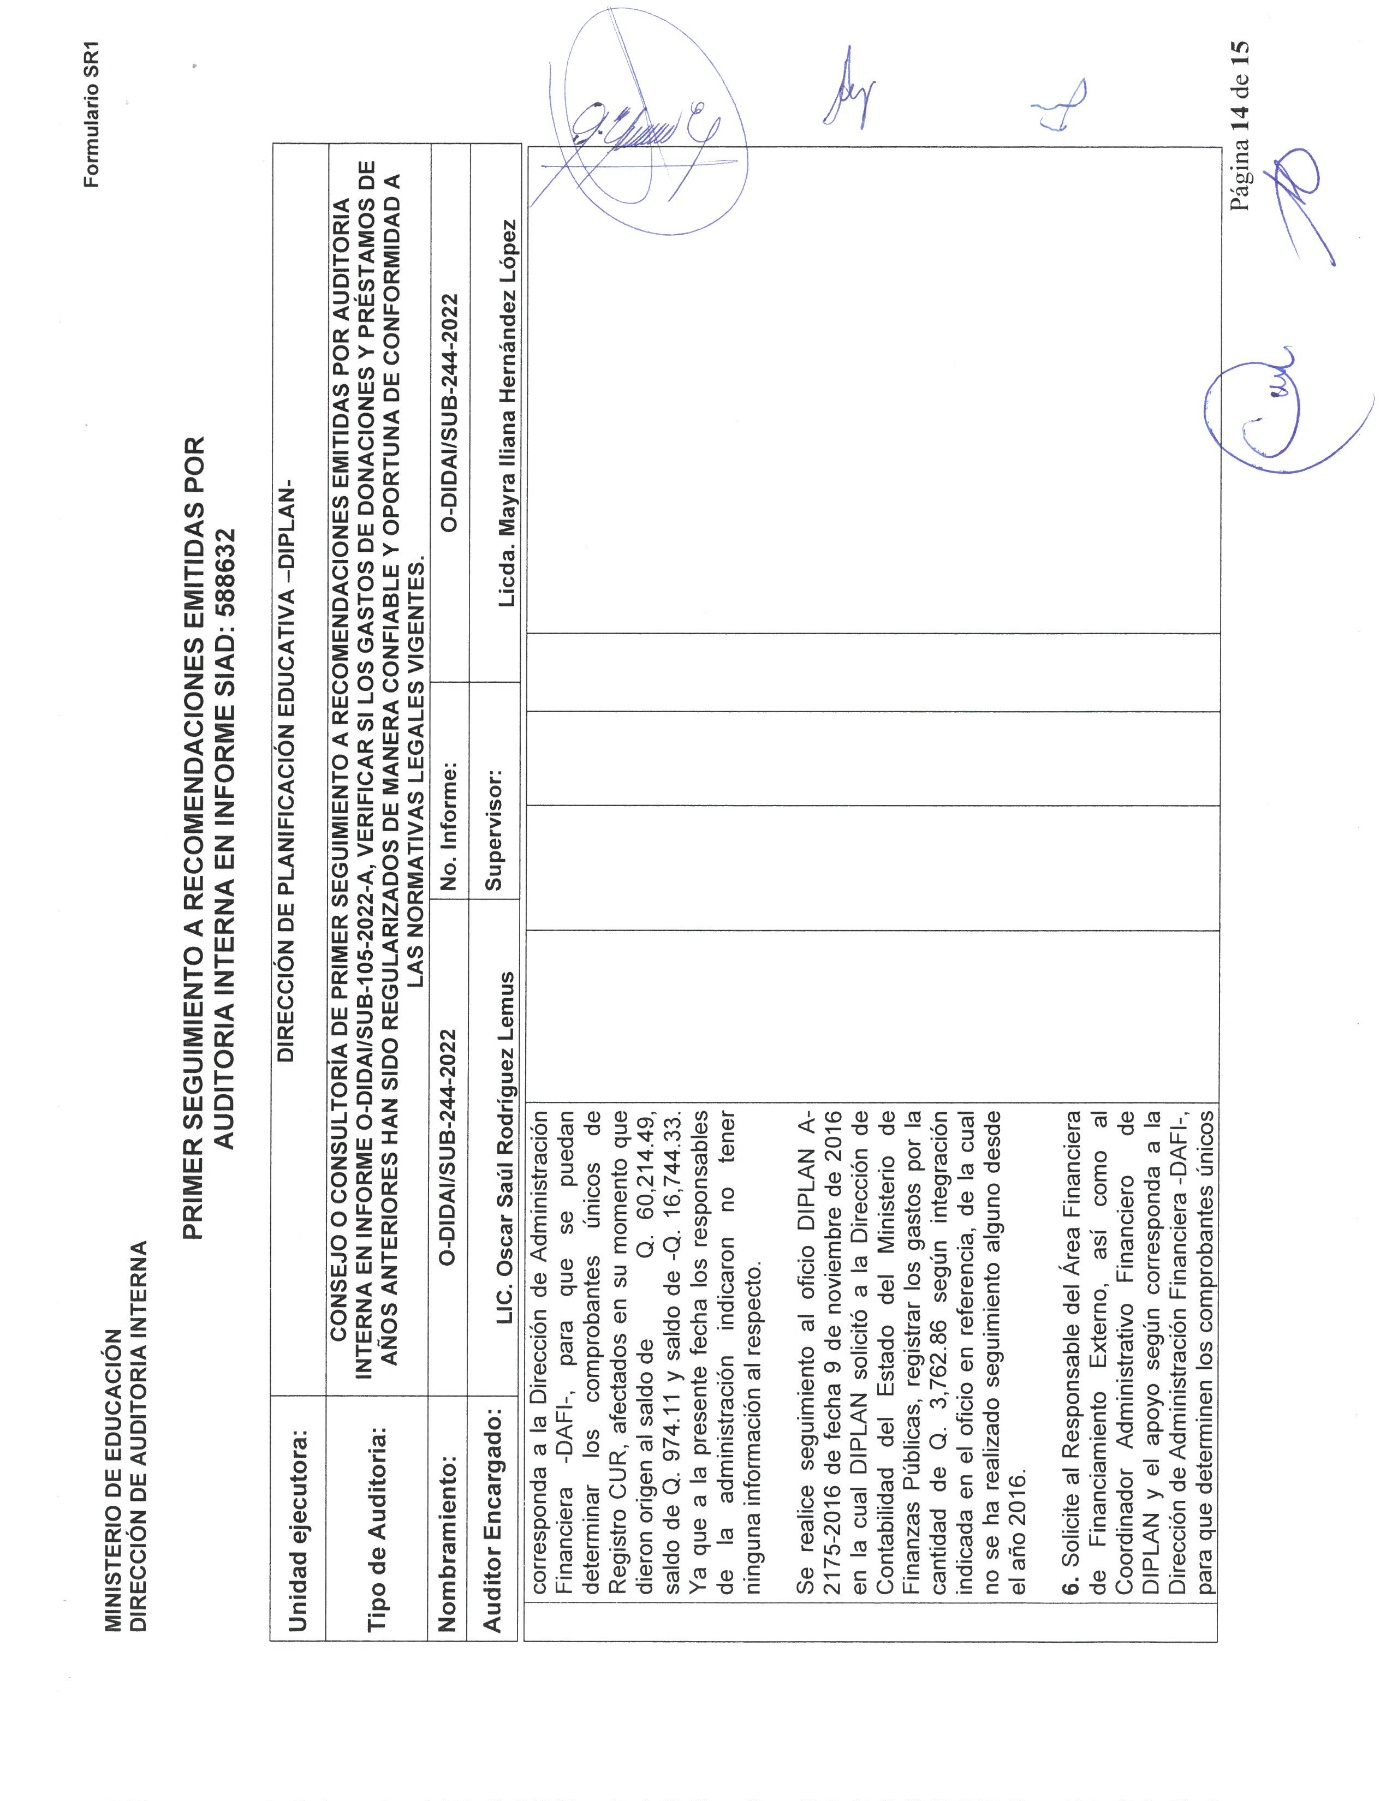 Formulario SR1
MINISTERIO DE EDUCACIÓN
DIRECCIÓN DE AUDITORIA INTERNA
PRIMER SEGUIMIENTO A RECOMENDACIONES EMITIDAS POR
AUDITORIA INTERNA EN INFORME SIAD: 588632
Unidad ejecutora: DIRECCIÓN DE PLANIFICACIÓN EDUCATIVA –DIPLAN-
Tipo de Auditoria: CONSEJO O CONSULTORÍA DE PRIMER SEGUIMIENTO A RECOMENDACIONES EMITIDAS POR AUDITORIA
INTERNA EN INFORME O-DIDAI/SUB-105-2022-A, VERIFICAR SI LOS GASTOS DE DONACIONES Y PRÉSTAMOS DE
AÑOS ANTERIORES HAN SIDO REGULARIZADOS DE MANERA CONFIABLE Y OPORTUNA DE CONFORMIDAD A
LAS NORMATIVAS LEGALES VIGENTES.
Nombramiento: O-DIDAI/SUB-244-2022 No. Informe: O-DIDAI/SUB-244-2022
Auditor Encargado: LIC. Oscar Saúl Rodríguez Lemus Supervisor: Licda. Mayra Iliana Hernández López
corresponda a la Dirección de Administración
Financiera -DAFI-, para que se puedan
determinar los comprobantes únicos de
Registro CUR, afectados en su momento que
dieron origen al saldo de Q. 60,214.49,
saldo de Q. 974.11 y saldo de -Q. 16,744.33.
Ya que a la presente fecha los responsables
de la administración indicaron no tener
ninguna información al respecto.
Se realice seguimiento al oficio DIPLAN A-
2175-2016 de fecha 9 de noviembre de 2016
en la cual DIPLAN solicitó a la Dirección de
Contabilidad del Estado del Ministerio de
Finanzas Públicas, registrar los gastos por la
cantidad de Q. 3,762.86 según integración
indicada en el oficio en referencia, de la cual
no se ha realizado seguimiento alguno desde
el año 2016.
6. Solicite al Responsable del Área Financiera
de Financiamiento Externo, así como al
Coordinador Administrativo Financiero de
DIPLAN y el apoyo según corresponda a la
Dirección de Administración Financiera -DAFI-,
para que determinen los comprobantes únicos
Página 14 de 15